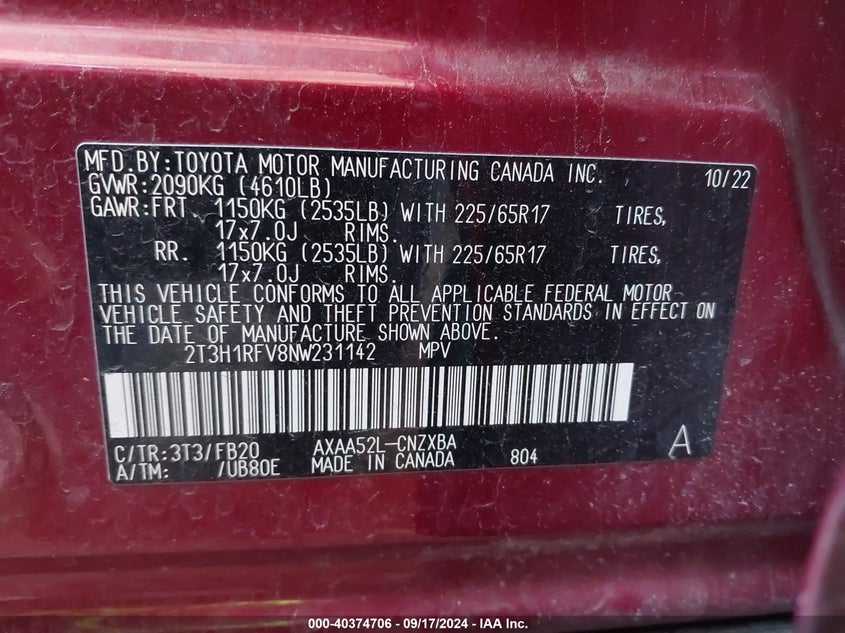 MFD.BY:TOYOTA MOTOR MANUFACTURING CANADA INC. 10/22
GVWR:2090KG (4610LB)
GAWR:FRT. 1150KG (2535LB) WITH 225/65R17 TIRES,
17x7.0J RIMS.
RR. 1150KG (2535LB) WITH 225/65R17 TIRES,
17x7.0J RIMS.
THIS VEHICLE CONFORMS TO ALL APPLICABLE FEDERAL MOTOR
VEHICLE SAFETY AND THEFT PREVENTION STANDARDS IN EFFECT ON
THE DATE OF MANUFACTURE SHOWN ABOVE.
2T3H1RFV8NW231142 MPV
C/TR:3T3/FB20 AXAA52L-CNZXBA A
A/TM: /UB80E MADE IN CANADA 804
000-40374706 - 09/17/2024 - IAA Inc.